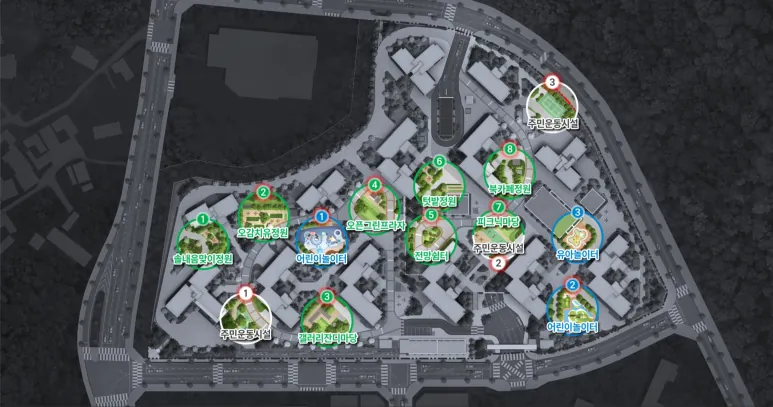 3
주민운동시설
8
북카페정원
6
텃밭정원
4
오픈그린프라자
2
오감치유정원
1
솔내음맞이정원
1
어린이놀이터
5
전망쉼터
7
피크닉마당
주민운동시설
2
3
유아놀이터
2
어린이놀이터
1
주민운동시설
3
갤러리잔디마당